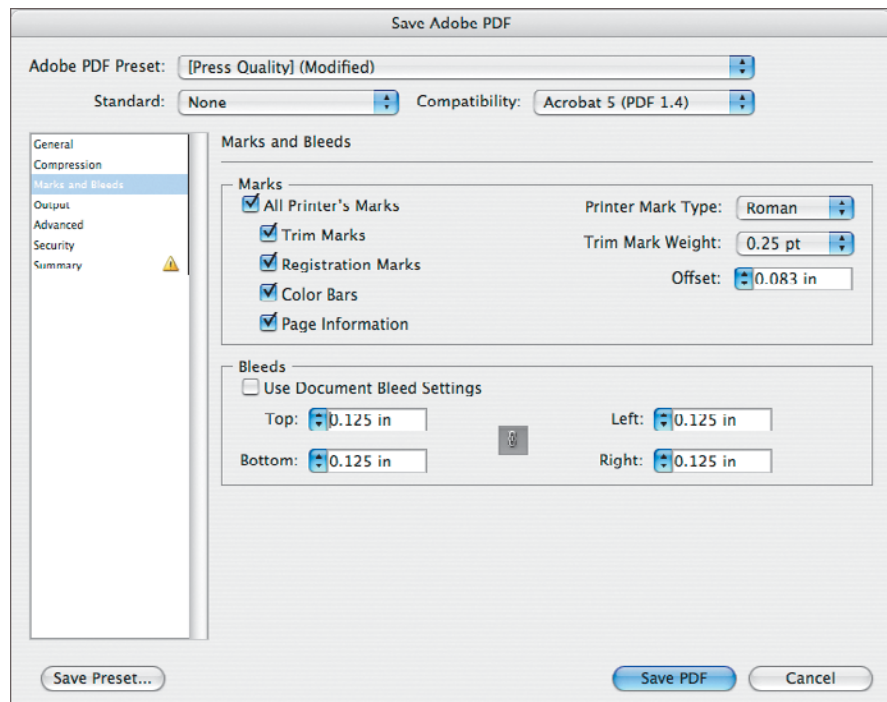 Save Adobe PDF
Adobe PDF Preset: [Press Quality] (Modified)
Standard: None Compatibility: Acrobat 5 (PDF 1.4)
General
Compression
Marks and Bleeds
Output
Advanced
Security
Summary
Marks and Bleeds
Marks
All Printer's Marks
Trim Marks
Registration Marks
Color Bars
Page Information
Printer Mark Type: Roman
Trim Mark Weight: 0.25 pt
Offset: 0.083 in
Bleeds
Use Document Bleed Settings
Top: 0.125 in Left: 0.125 in
Bottom: 0.125 in Right: 0.125 in
Save Preset... Save PDF Cancel